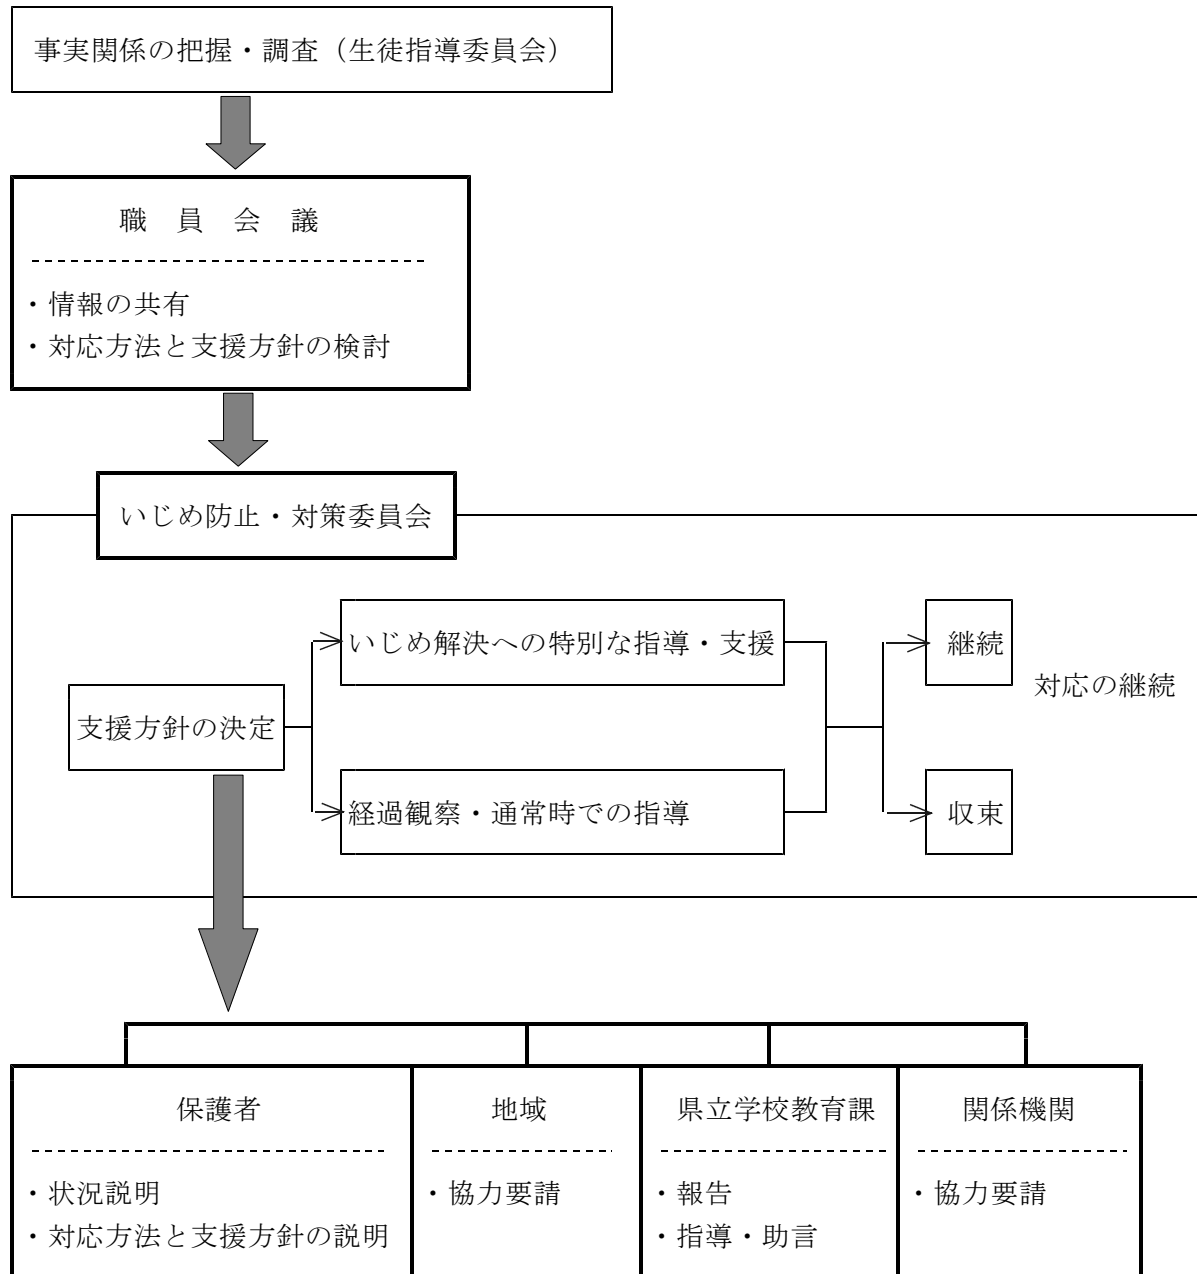 事実関係の把握・調査（生徒指導委員会）
職　員　会　議
・情報の共有
・対応方法と支援方針の検討
いじめ防止・対策委員会
いじめ解決への特別な指導・支援
継続
対応の継続
支援方針の決定
経過観察・通常時での指導
収束
保護者
・状況説明
・対応方法と支援方針の説明
地域
・協力要請
県立学校教育課
・報告
・指導・助言
関係機関
・協力要請